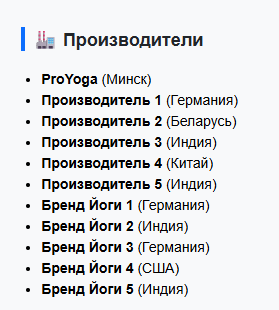 🏭 Производители
• ProYoga (Минск)
• Производитель 1 (Германия)
• Производитель 2 (Беларусь)
• Производитель 3 (Индия)
• Производитель 4 (Китай)
• Производитель 5 (Индия)
• Бренд Йоги 1 (Германия)
• Бренд Йоги 2 (Индия)
• Бренд Йоги 3 (Германия)
• Бренд Йоги 4 (США)
• Бренд Йоги 5 (Индия)